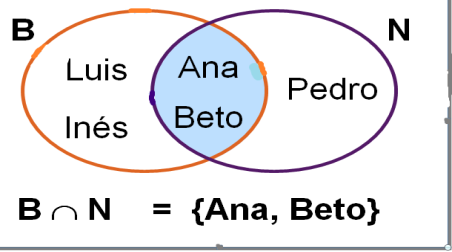 B N
Luis Ana Pedro
Inés Beto
B ∩ N = {Ana, Beto}